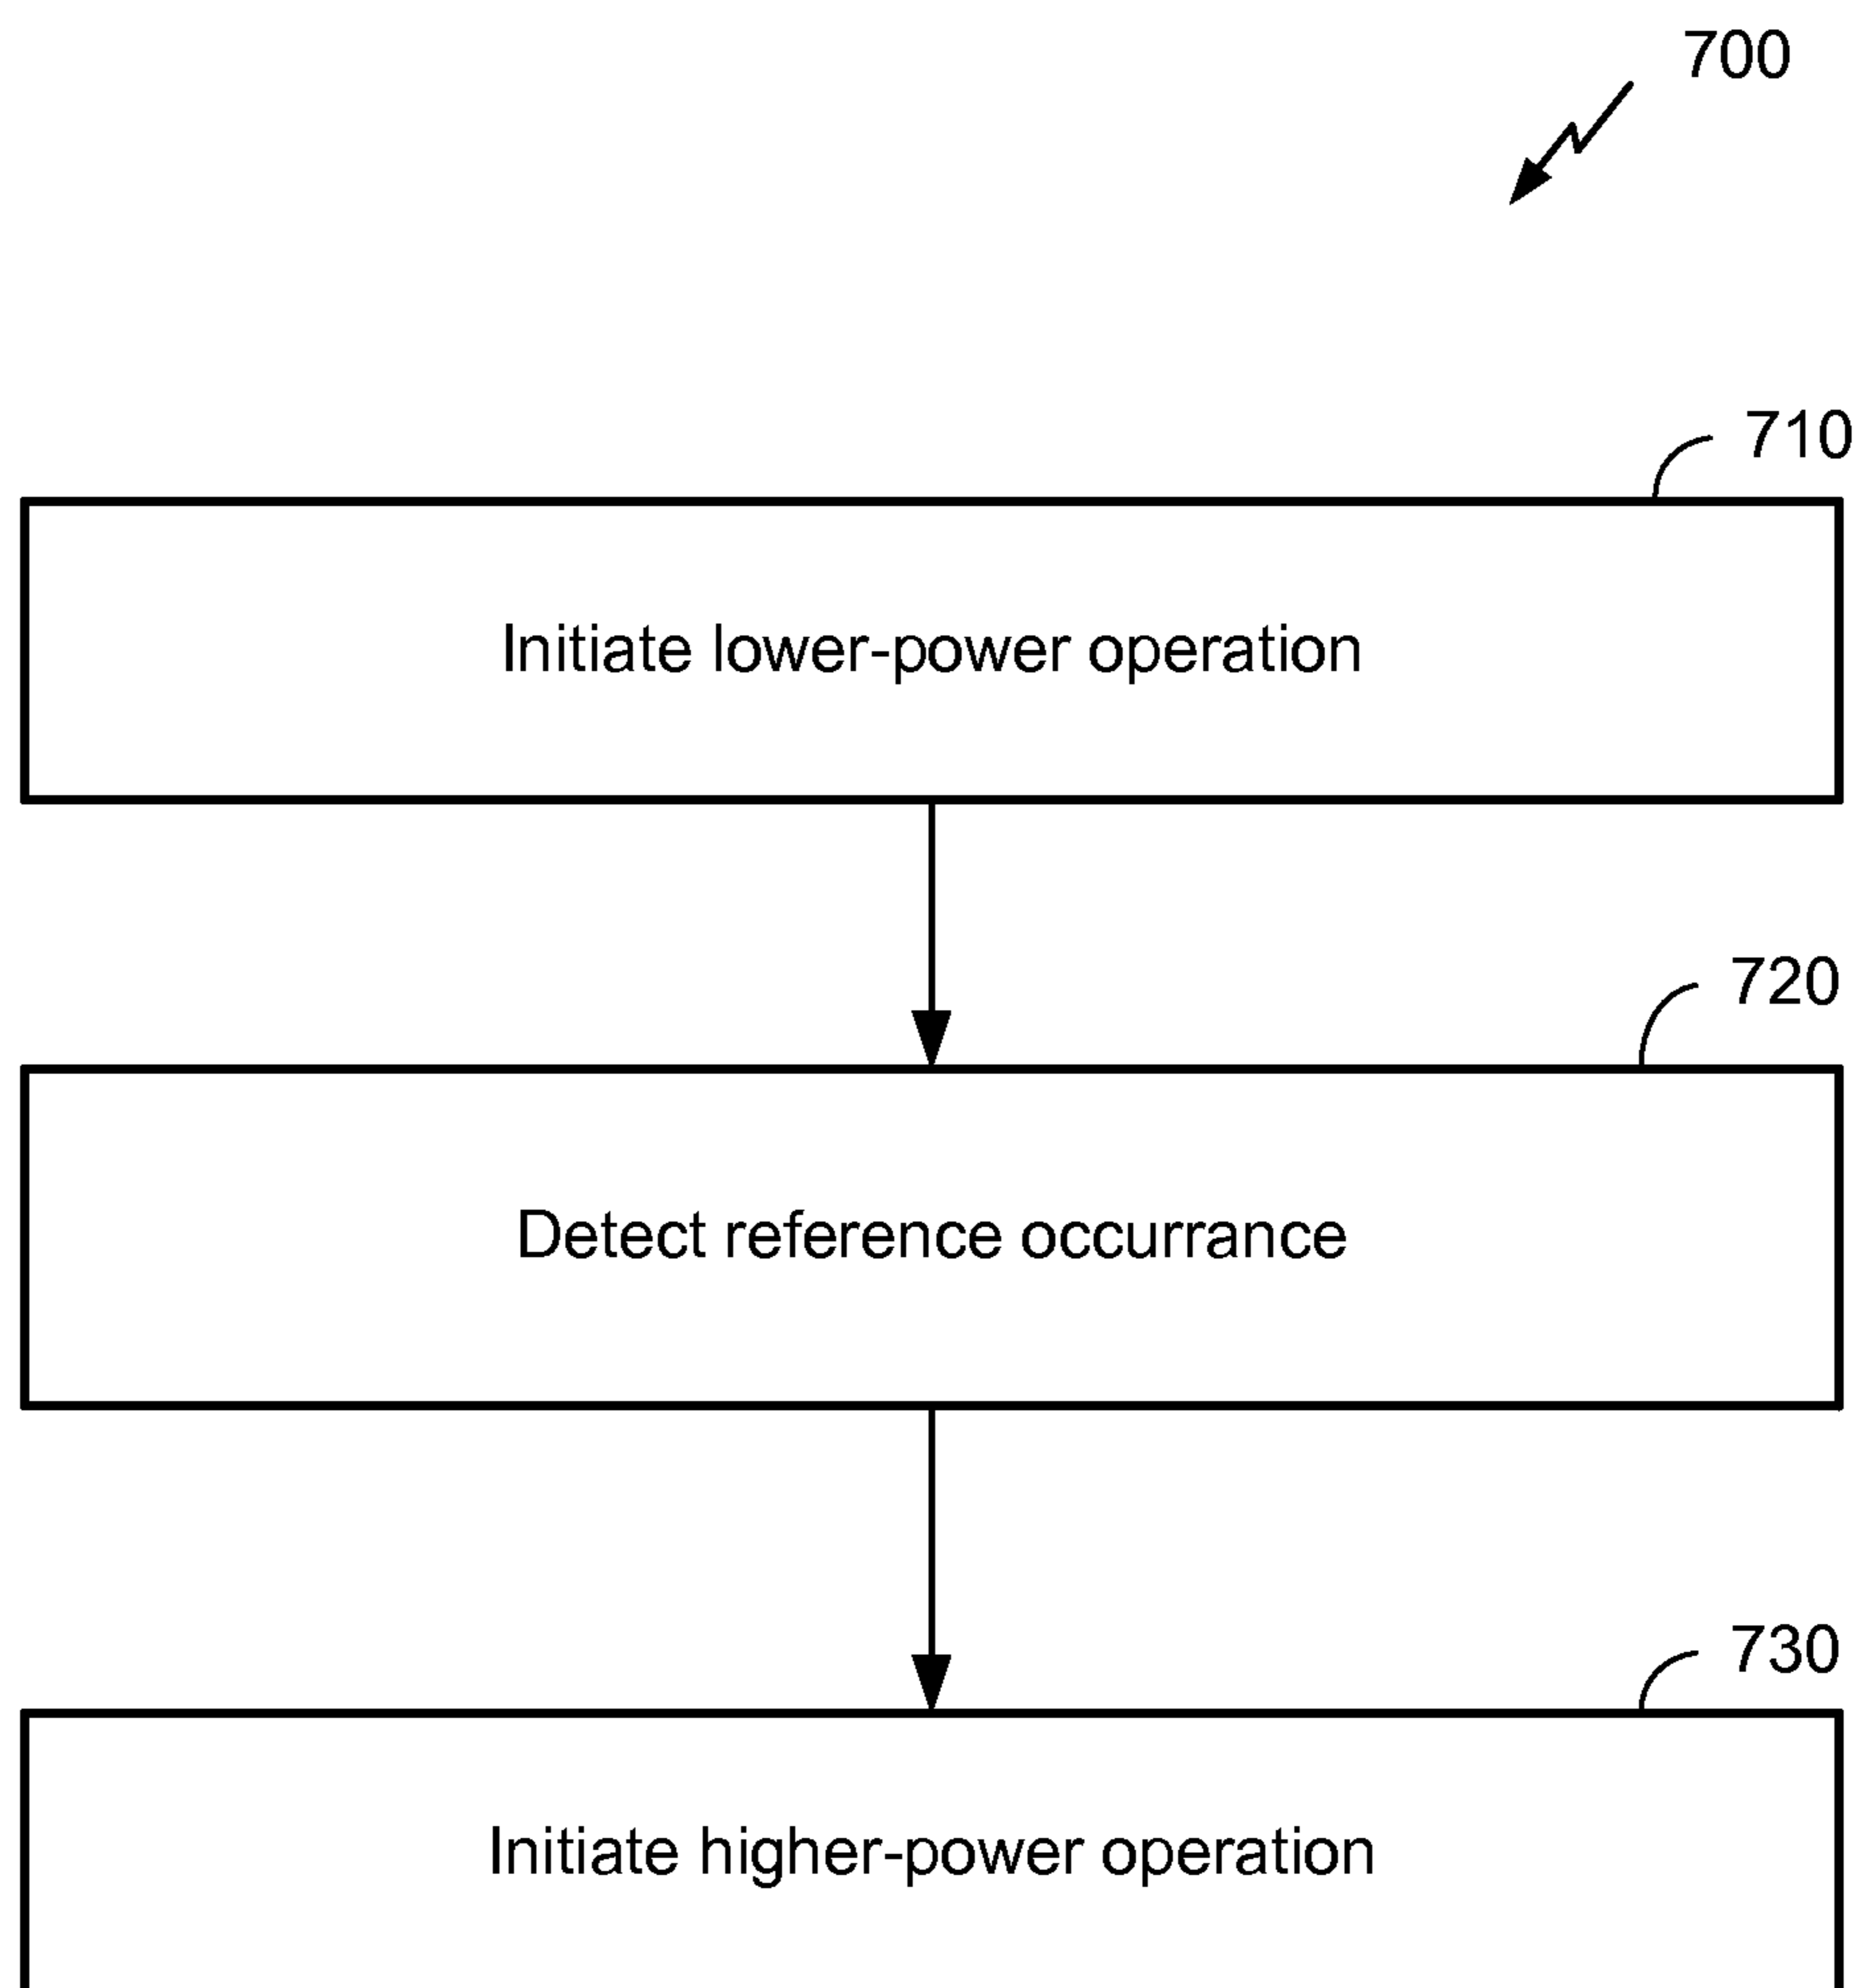 700
710
Initiate lower-power operation
720
Detect reference occurrance
730
Initiate higher-power operation